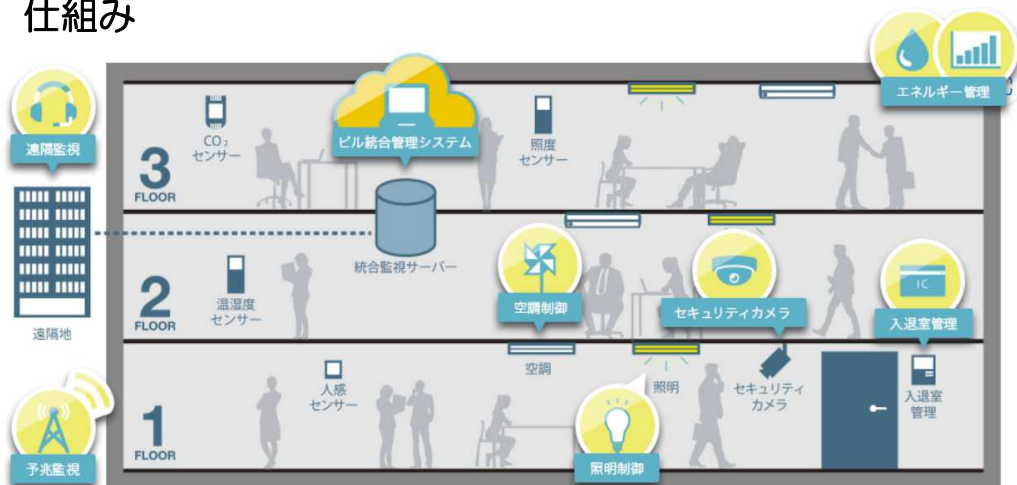 仕組み
遠隔監視
遠隔地
予兆監視
3
FLOOR
CO₂
センサー
ビル統合管理システム
照度
センサー
エネルギー管理
統合監視サーバー
2
FLOOR
温湿度
センサー
空調制御
セキュリティカメラ
IC
入退室管理
1
FLOOR
人感
センサー
空調
照明
照明制御
セキュリティ
カメラ
入退室
管理